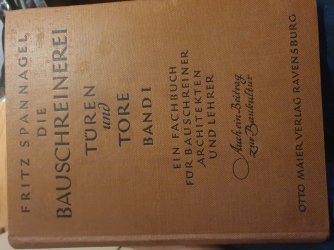 FRITZ SPANNAGEL
DIE
BAUSCHREINEREI
TÜREN
und
TORE
BAND I
EIN FACHBUCH
FÜR BAUSCHREINER
ARCHITEKTEN
UND LEHRER
Auch ein Beitrag
zur Baukultur
OTTO MAIER VERLAG RAVENSBURG